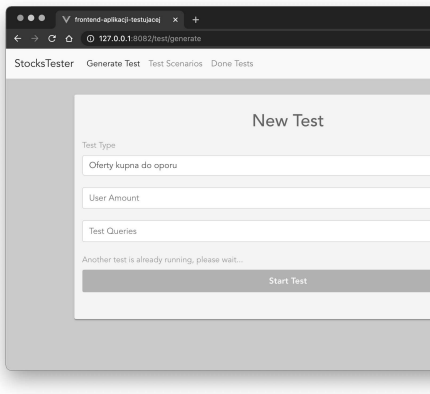 frontend-aplikacji-testujacej
127.0.0.1:8082/test/generate
StocksTester Generate Test Test Scenarios Done Tests
New Test
Test Type
Oferty kupna do oporu
User Amount
Test Queries
Another test is already running, please wait...
Start Test